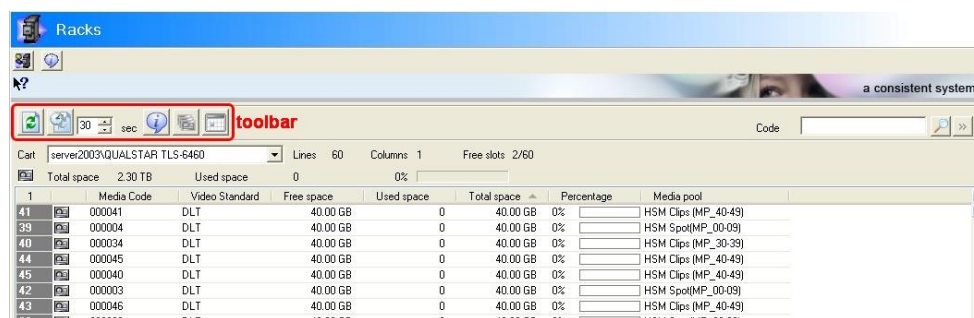 Racks
?
a consistent system
30 sec toolbar Code
Cart server2003\QUALSTAR TLS-6460 Lines 60 Columns 1 Free slots 2/60
Total space 2.30 TB Used space 0 0%
1 Media Code Video Standard Free space Used space Total space Percentage Media pool
41 000041 DLT 40.00 GB 0 40.00 GB 0% HSM Clips (MP_40-49)
39 000004 DLT 40.00 GB 0 40.00 GB 0% HSM Spot(MP_00-09)
40 000034 DLT 40.00 GB 0 40.00 GB 0% HSM Clips (MP_30-39)
44 000045 DLT 40.00 GB 0 40.00 GB 0% HSM Clips (MP_40-49)
45 000040 DLT 40.00 GB 0 40.00 GB 0% HSM Clips (MP_40-49)
42 000003 DLT 40.00 GB 0 40.00 GB 0% HSM Spot(MP_00-09)
43 000046 DLT 40.00 GB 0 40.00 GB 0% HSM Clips (MP_40-49)